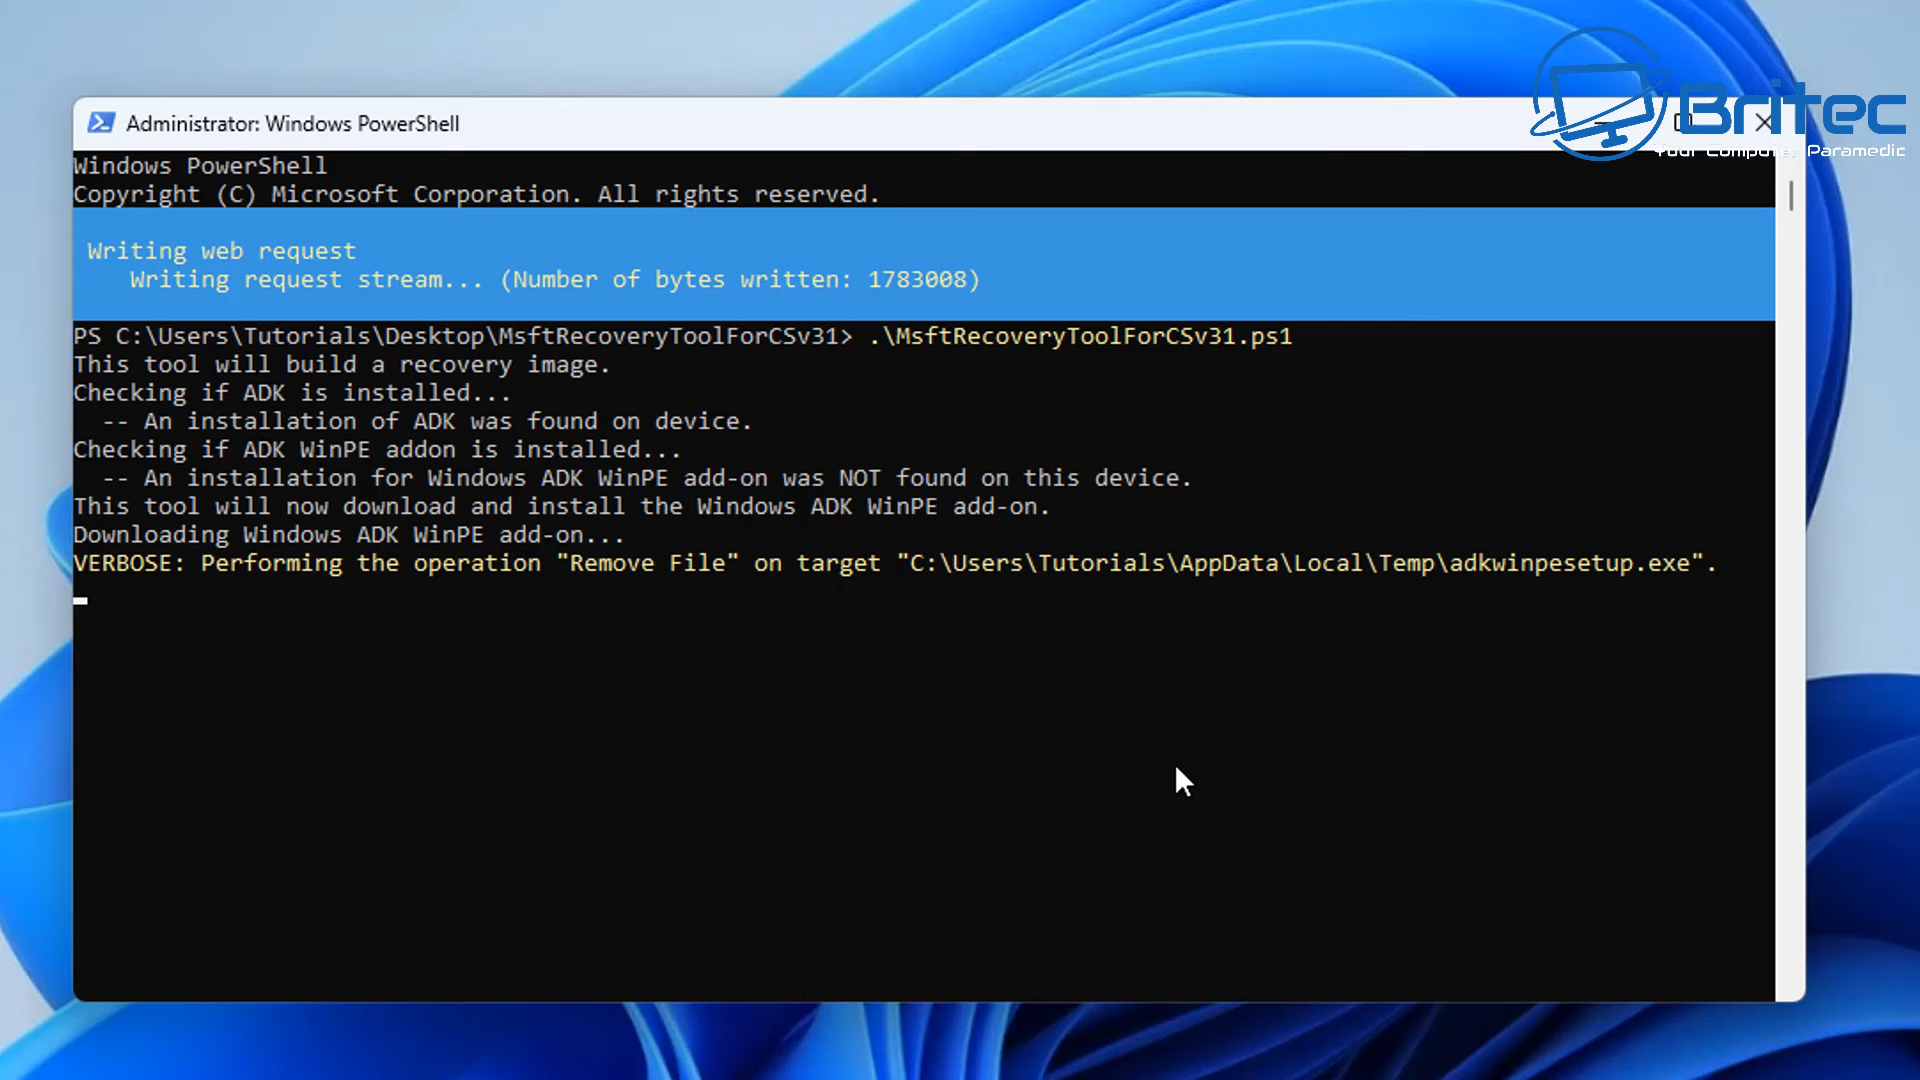 Britec
Your Computer Paramedic
Administrator: Windows PowerShell
Windows PowerShell
Copyright (C) Microsoft Corporation. All rights reserved.
Writing web request
Writing request stream... (Number of bytes written: 1783008)
PS C:\Users\Tutorials\Desktop\MsftRecoveryToolForCSv31> .\MsftRecoveryToolForCSv31.ps1
This tool will build a recovery image.
Checking if ADK is installed...
-- An installation of ADK was found on device.
Checking if ADK WinPE addon is installed...
-- An installation for Windows ADK WinPE add-on was NOT found on this device.
This tool will now download and install the Windows ADK WinPE add-on.
Downloading Windows ADK WinPE add-on...
VERBOSE: Performing the operation "Remove File" on target "C:\Users\Tutorials\AppData\Local\Temp\adkwinpesetup.exe".